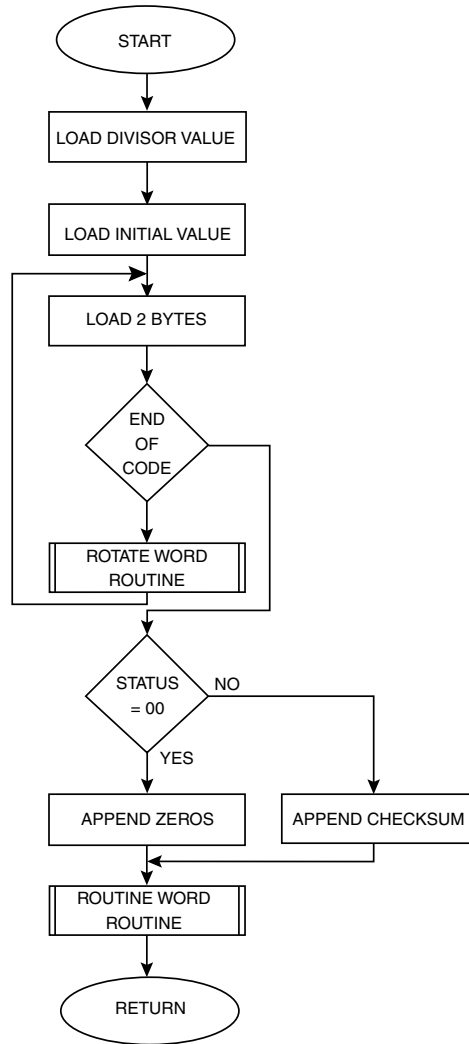 START
LOAD DIVISOR VALUE
LOAD INITIAL VALUE
LOAD 2 BYTES
END
OF
CODE
ROTATE WORD
ROUTINE
STATUS
= 00
NO
YES
APPEND ZEROS
APPEND CHECKSUM
ROUTINE WORD
ROUTINE
RETURN